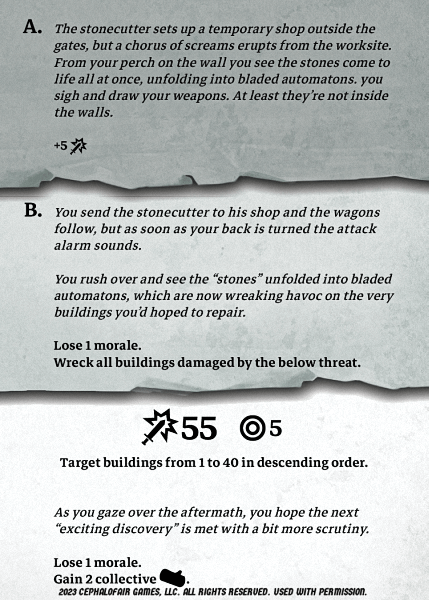 A. The stonecutter sets up a temporary shop outside the
gates, but a chorus of screams erupts from the worksite.
From your perch on the wall you see the stones come to
life all at once, unfolding into bladed automatons. you
sigh and draw your weapons. At least they're not inside
the walls.
+5
B. You send the stonecutter to his shop and the wagons
follow, but as soon as your back is turned the attack
alarm sounds.
You rush over and see the “stones” unfolded into bladed
automatons, which are now wreaking havoc on the very
buildings you'd hoped to repair.
Lose 1 morale.
Wreck all buildings damaged by the below threat.
55 5
Target buildings from 1 to 40 in descending order.
As you gaze over the aftermath, you hope the next
“exciting discovery” is met with a bit more scrutiny.
Lose 1 morale.
Gain 2 collective .
2023 CEPHALOFAIR GAMES, LLC. ALL RIGHTS RESERVED. USED WITH PERMISSION.